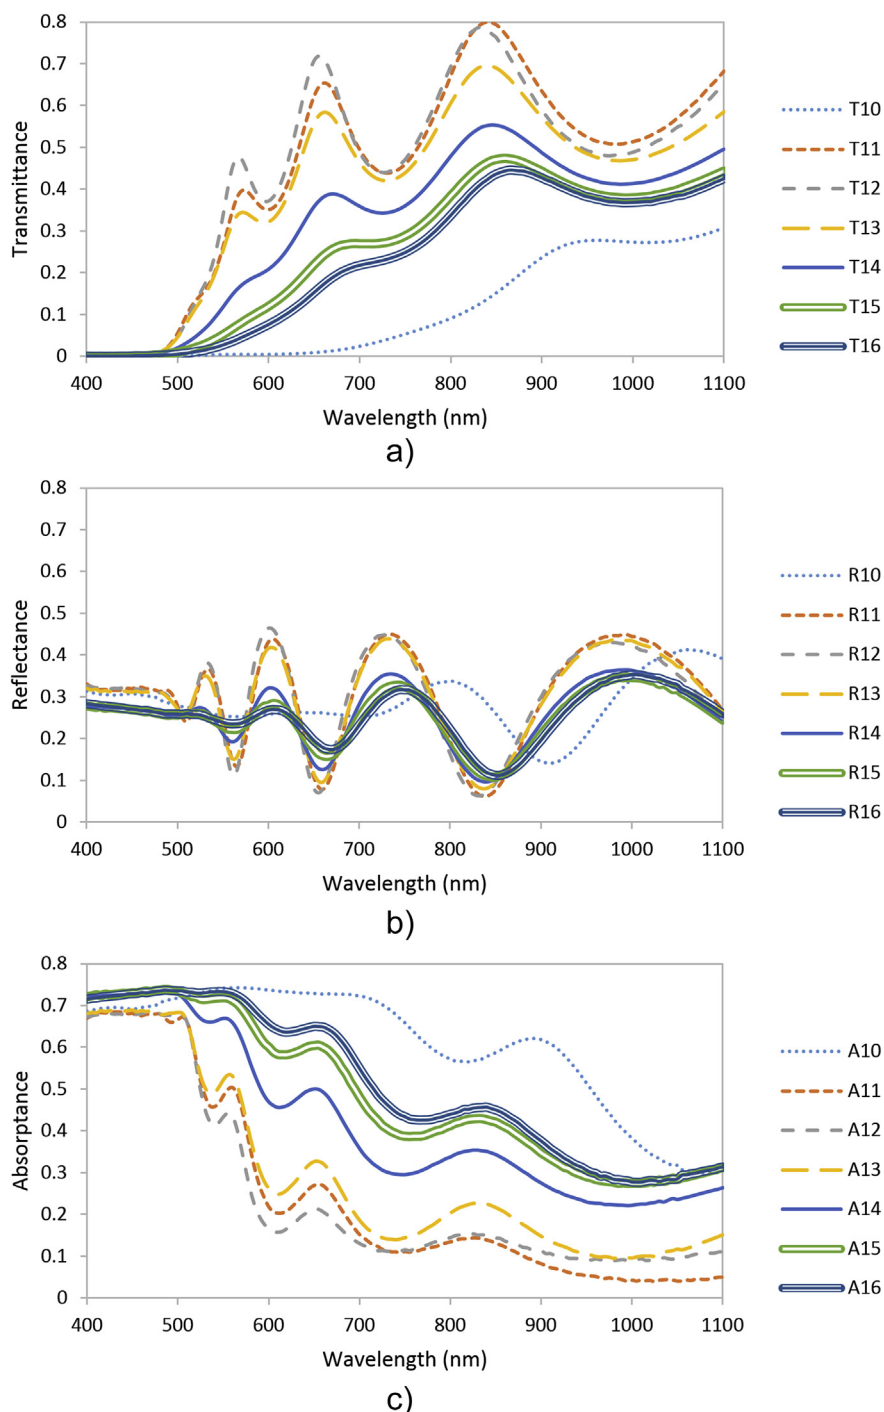 Transmittance
0.8
0.7
0.6
0.5
0.4
0.3
0.2
0.1
0
400 500 600 700 800 900 1000 1100
Wavelength (nm)
T10
T11
T12
T13
T14
T15
T16
a)
Reflectance
0.8
0.7
0.6
0.5
0.4
0.3
0.2
0.1
0
400 500 600 700 800 900 1000 1100
Wavelength (nm)
R10
R11
R12
R13
R14
R15
R16
b)
Absorptance
0.8
0.7
0.6
0.5
0.4
0.3
0.2
0.1
0
400 500 600 700 800 900 1000 1100
Wavelength (nm)
A10
A11
A12
A13
A14
A15
A16
c)